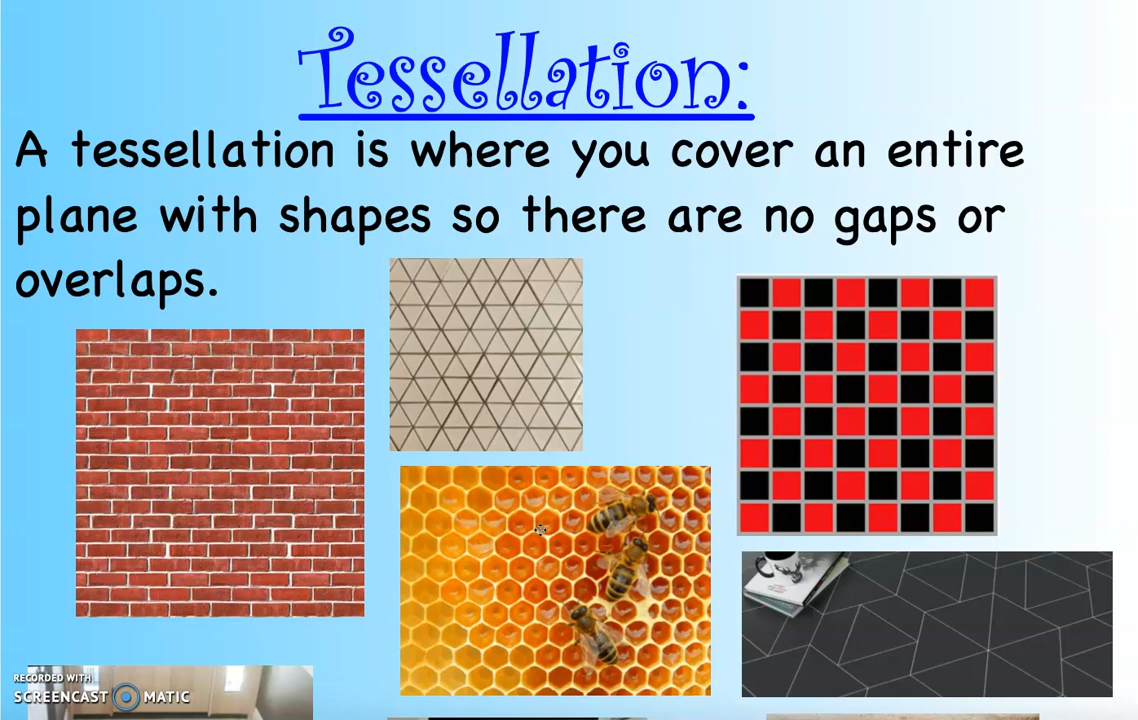 Tessellation:
A tessellation is where you cover an entire
plane with shapes so there are no gaps or
overlaps.
RECORDED WITH
SCREENCAST MATIC